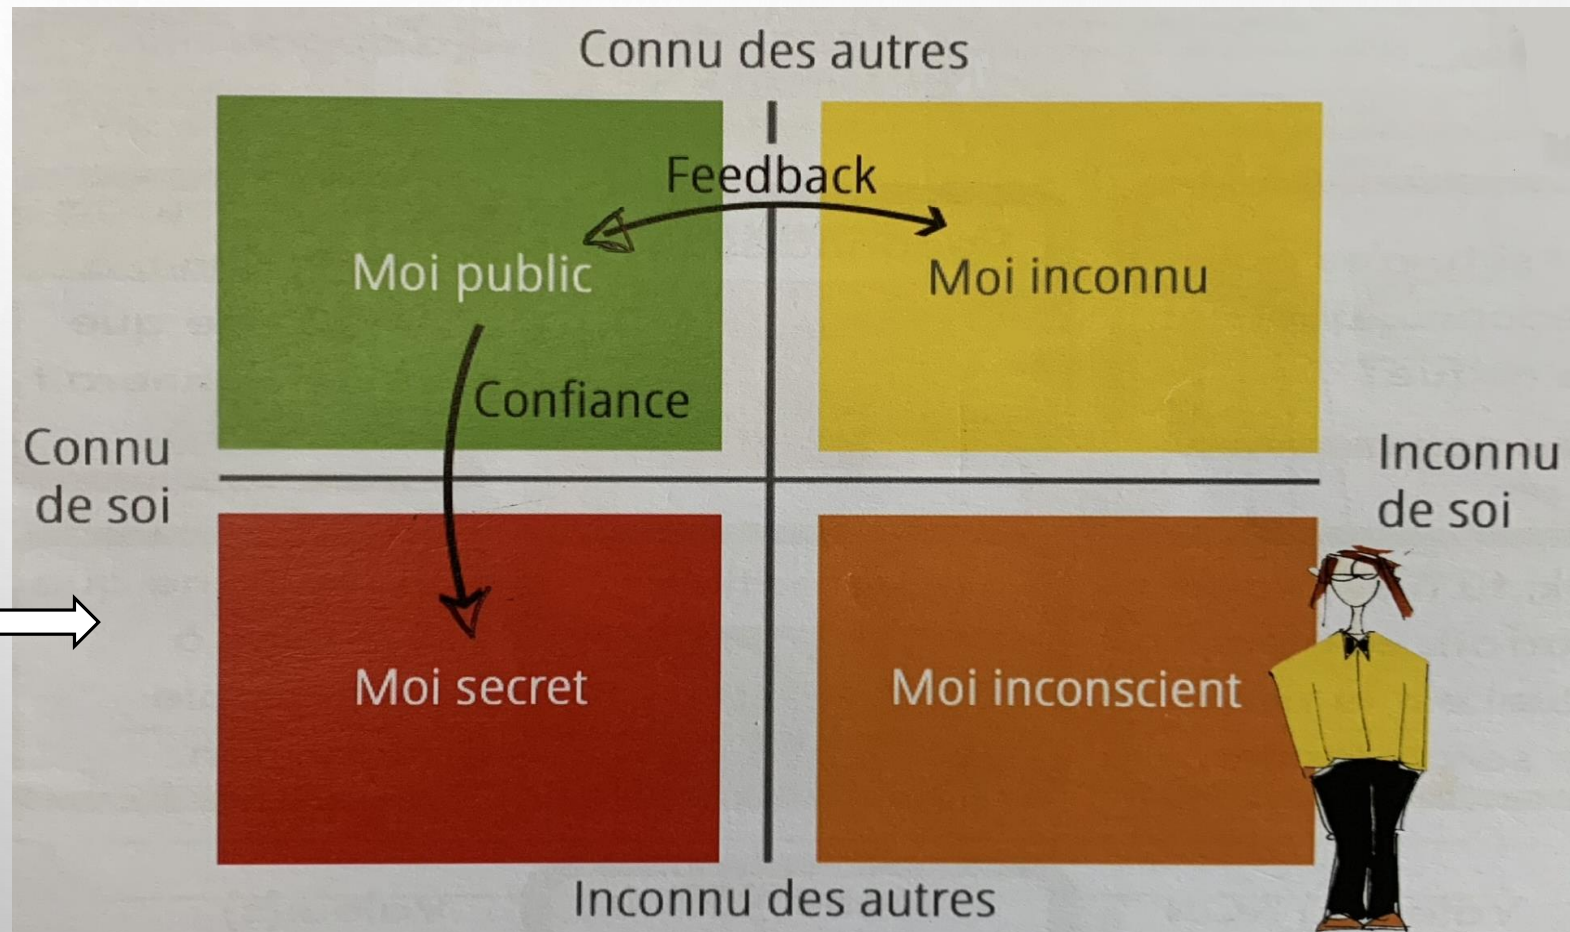 Connu des autres
Feedback
Moi public
Moi inconnu
Confiance
Connu
de soi
Inconnu
de soi
Moi secret
Moi inconscient
Inconnu des autres